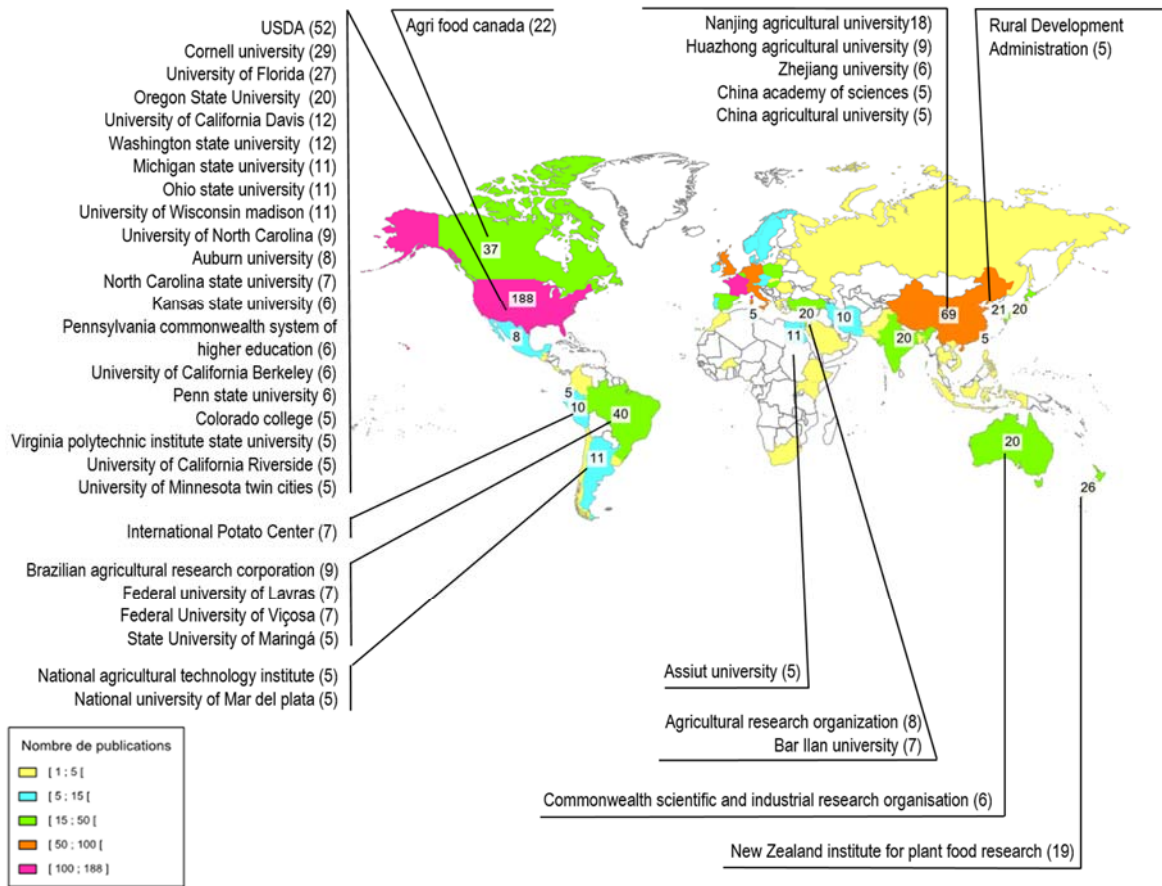 USDA (52)
Cornell university (29)
University of Florida (27)
Oregon State University (20)
University of California Davis (12)
Washington state university (12)
Michigan state university (11)
Ohio state university (11)
University of Wisconsin madison (11)
University of North Carolina (9)
Auburn university (8)
North Carolina state university (7)
Kansas state university (6)
Pennsylvania commonwealth system of
higher education (6)
University of California Berkeley (6)
Penn state university 6)
Colorado college (5)
Virginia polytechnic institute state university (5)
University of California Riverside (5)
University of Minnesota twin cities (5)
International Potato Center (7)
Brazilian agricultural research corporation (9)
Federal university of Lavras (7)
Federal University of Viçosa (7)
State University of Maringá (5)
National agricultural technology institute (5)
National university of Mar del plata (5)
Agri food canada (22)
Nanjing agricultural university18)
Huazhong agricultural university (9)
Zhejiang university (6)
China academy of sciences (5)
China agricultural university (5)
Rural Development
Administration (5)
37
188
8
5
10
40
11
5
20
11
10
20
69
21
20
5
20
26
Assiut university (5)
Agricultural research organization (8)
Bar Ilan university (7)
Commonwealth scientific and industrial research organisation (6)
New Zealand institute for plant food research (19)
Nombre de publications
[ 1 ; 5 [
[ 5 ; 15 [
[ 15 ; 50 [
[ 50 ; 100 [
[ 100 ; 188 ]